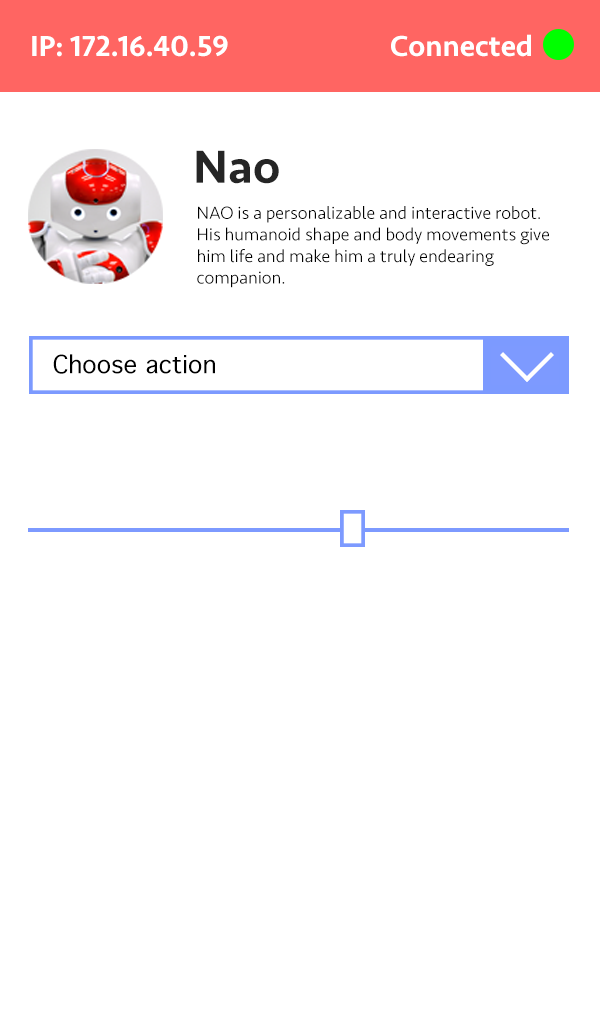 IP: 172.16.40.59
Connected
Nao
NAO is a personalizable and interactive robot.
His humanoid shape and body movements give
him life and make him a truly endearing
companion.
Choose action